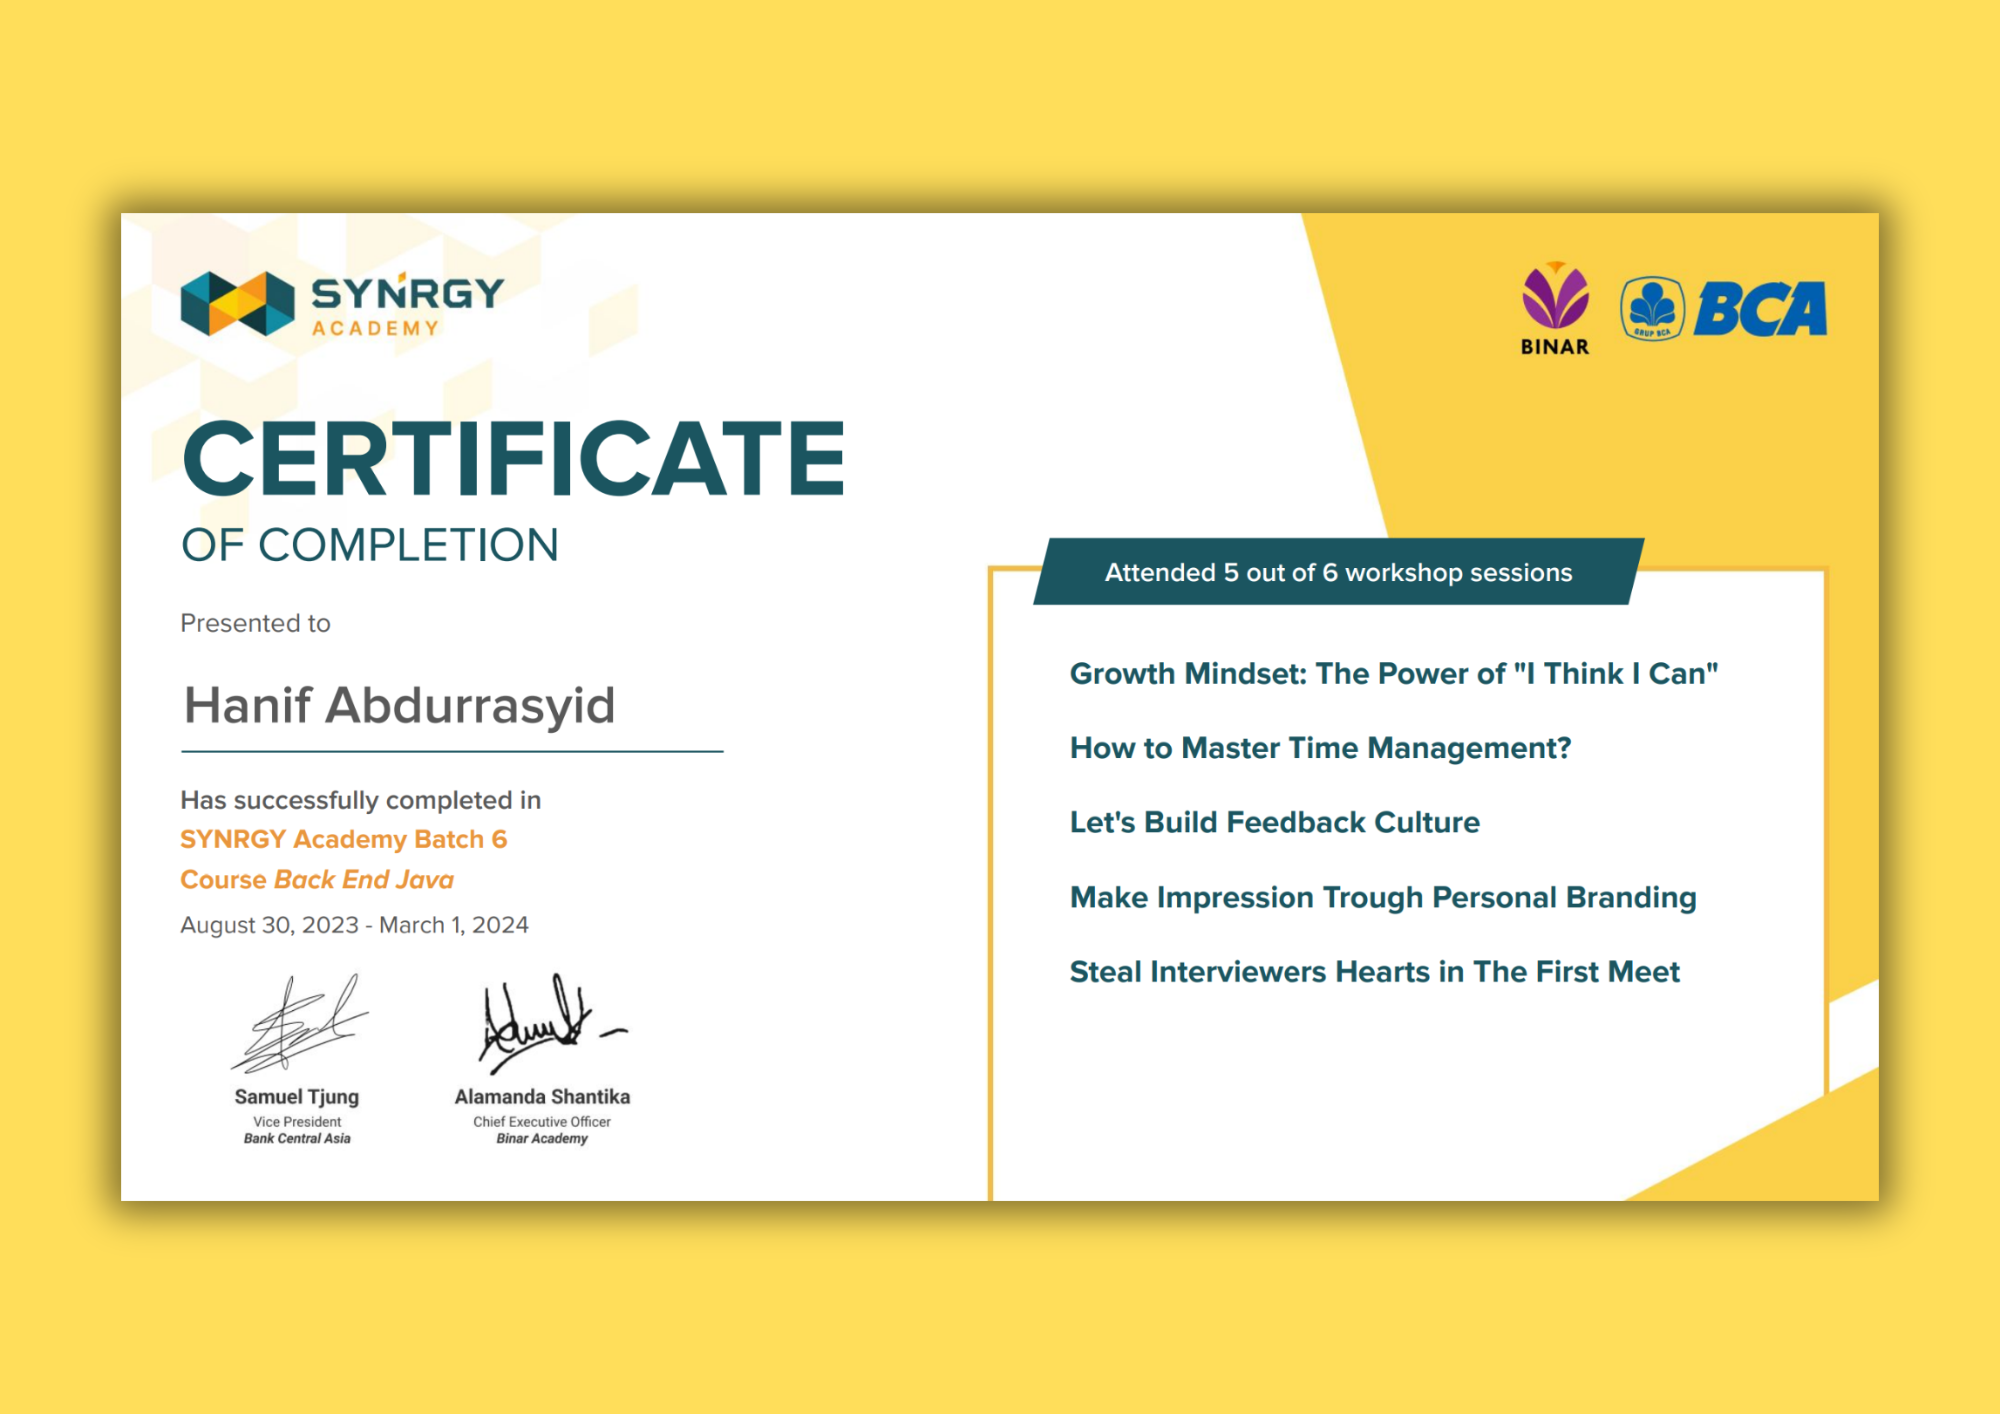 SYNRGY
ACADEMY
BINAR
GRUP BCA
BCA
CERTIFICATE
OF COMPLETION
Presented to
Hanif Abdurrasyid
Has successfully completed in
SYNRGY Academy Batch 6
Course Back End Java
August 30, 2023 - March 1, 2024
Samuel Tjung
Vice President
Bank Central Asia
Alamanda Shantika
Chief Executive Officer
Binar Academy
Attended 5 out of 6 workshop sessions
Growth Mindset: The Power of "I Think I Can"
How to Master Time Management?
Let's Build Feedback Culture
Make Impression Trough Personal Branding
Steal Interviewers Hearts in The First Meet